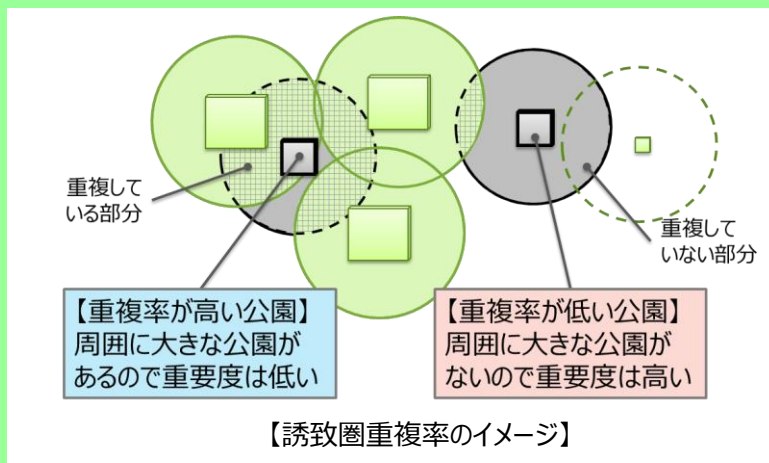 重複して
いる部分
重複して
いない部分
【重複率が高い公園】
周囲に大きな公園が
あるので重要度は低い
【重複率が低い公園】
周囲に大きな公園が
ないので重要度は高い
【誘致圏重複率のイメージ】